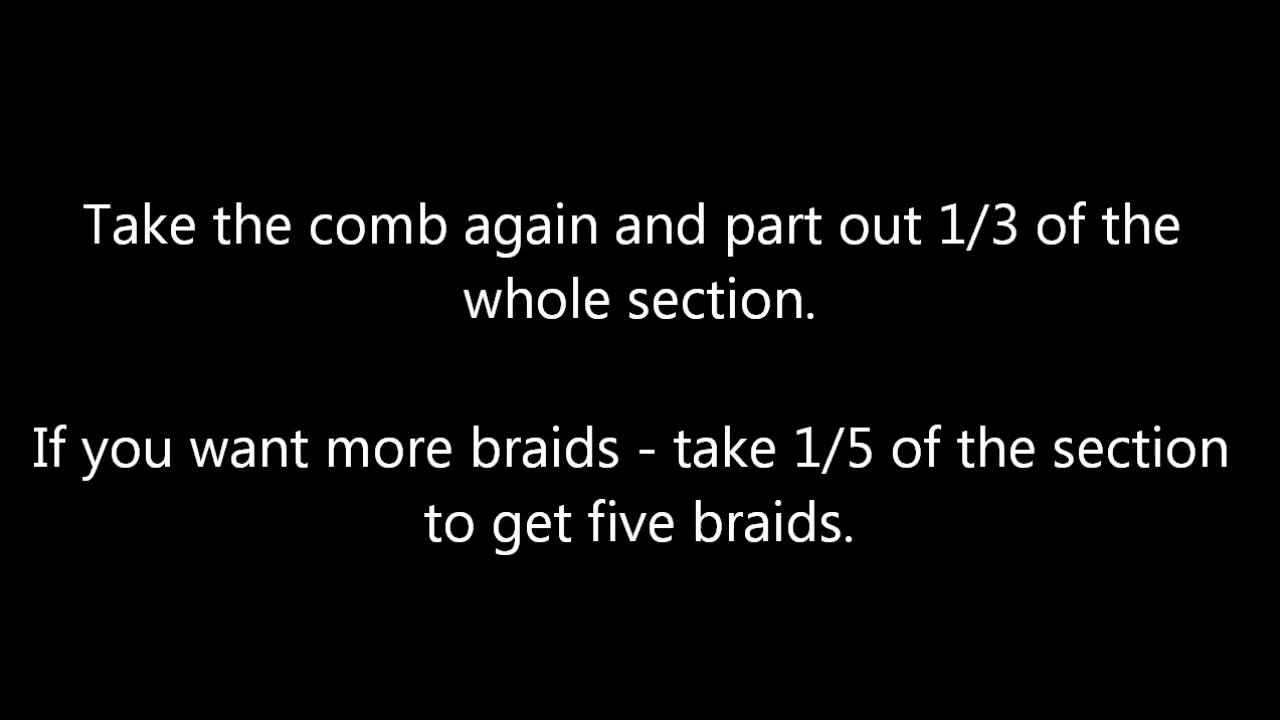 Take the comb again and part out 1/3 of the
whole section.
If you want more braids - take 1/5 of the section
to get five braids.